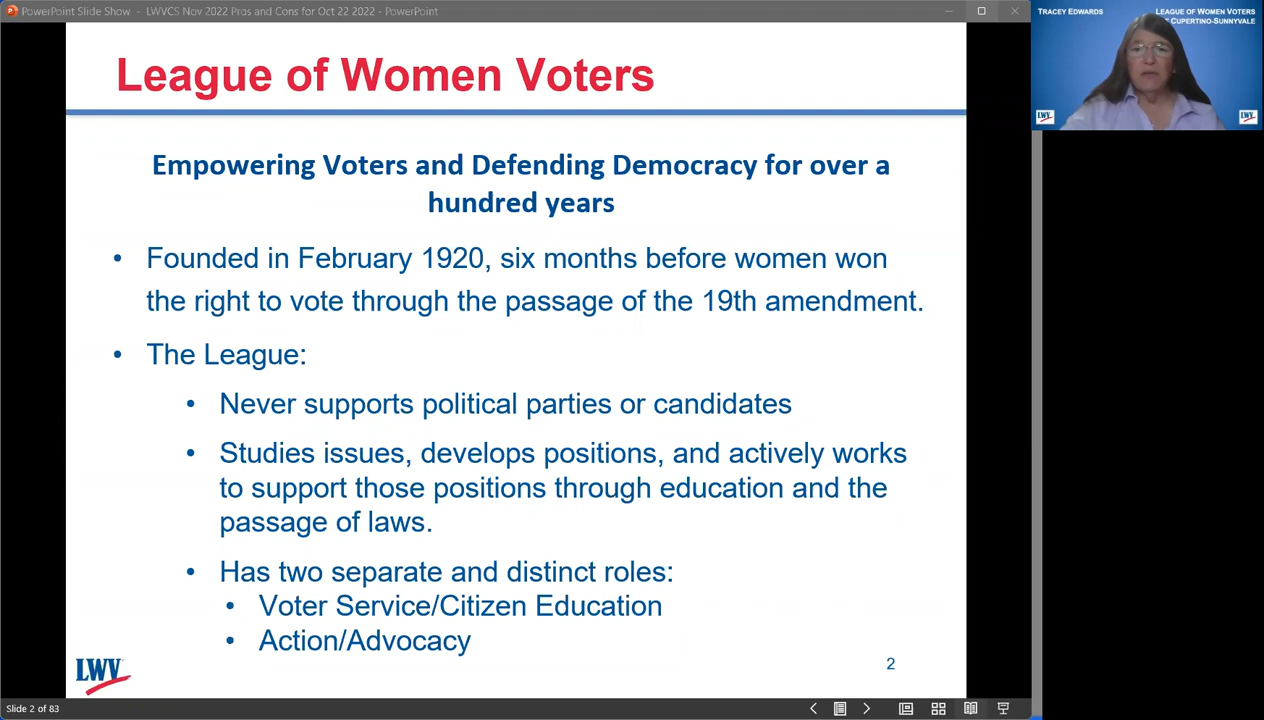 PowerPoint Slide Show - LWVCS Nov 2022 Pros and Cons for Oct 22 2022 - PowerPoint
TRACEY EDWARDS
LEAGUE OF WOMEN VOTERS
CUPERTINO-SUNNYVALE
LWV
LWV
League of Women Voters
Empowering Voters and Defending Democracy for over a
hundred years
• Founded in February 1920, six months before women won
the right to vote through the passage of the 19th amendment.
• The League:
• Never supports political parties or candidates
• Studies issues, develops positions, and actively works
to support those positions through education and the
passage of laws.
• Has two separate and distinct roles:
• Voter Service/Citizen Education
• Action/Advocacy
LWV
2
Slide 2 of 83